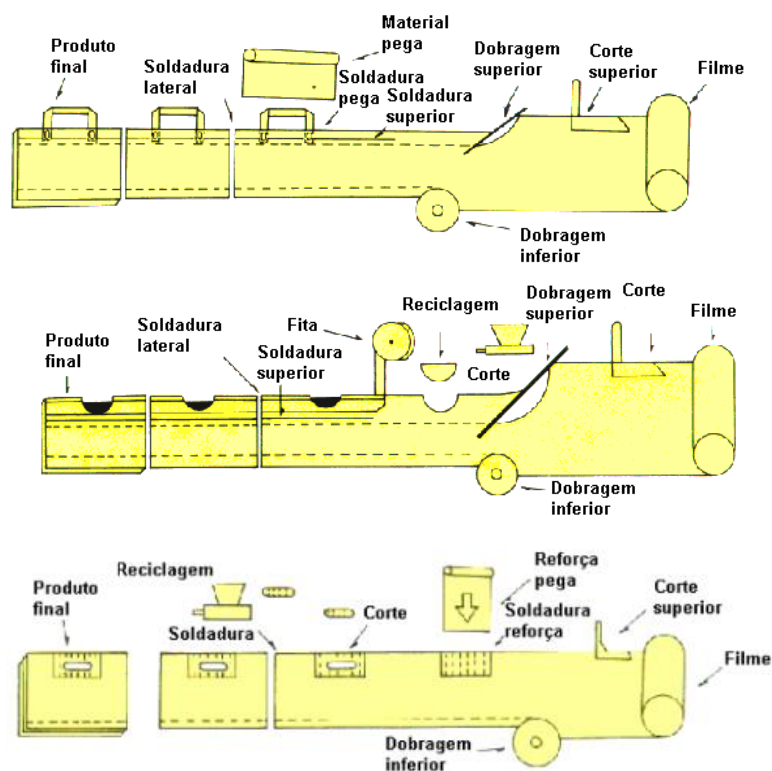 Produto
final
Soldadura
lateral
Material
pega
Soldadura
pega
Soldadura
superior
Dobragem
superior
Corte
superior
Filme
Dobragem
inferior
Produto
final
Soldadura
lateral
Soldadura
superior
Fita
Reciclagem
Corte
Dobragem
superior
Corte
Filme
Dobragem
inferior
Produto
final
Reciclagem
Soldadura
Corte
Reforça
pega
Soldadura
reforça
Corte
superior
Filme
Dobragem
inferior